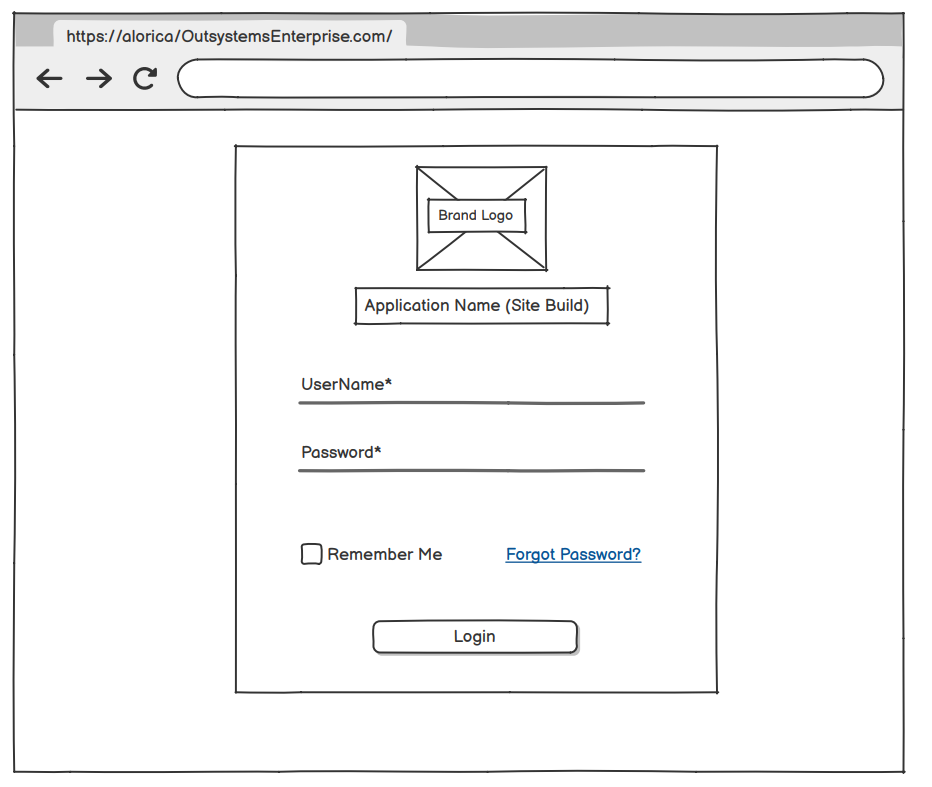 https://alorica/OutsystemsEnterprise.com/
Brand Logo
Application Name (Site Build)
UserName*
Password*
Remember Me
Forgot Password?
Login